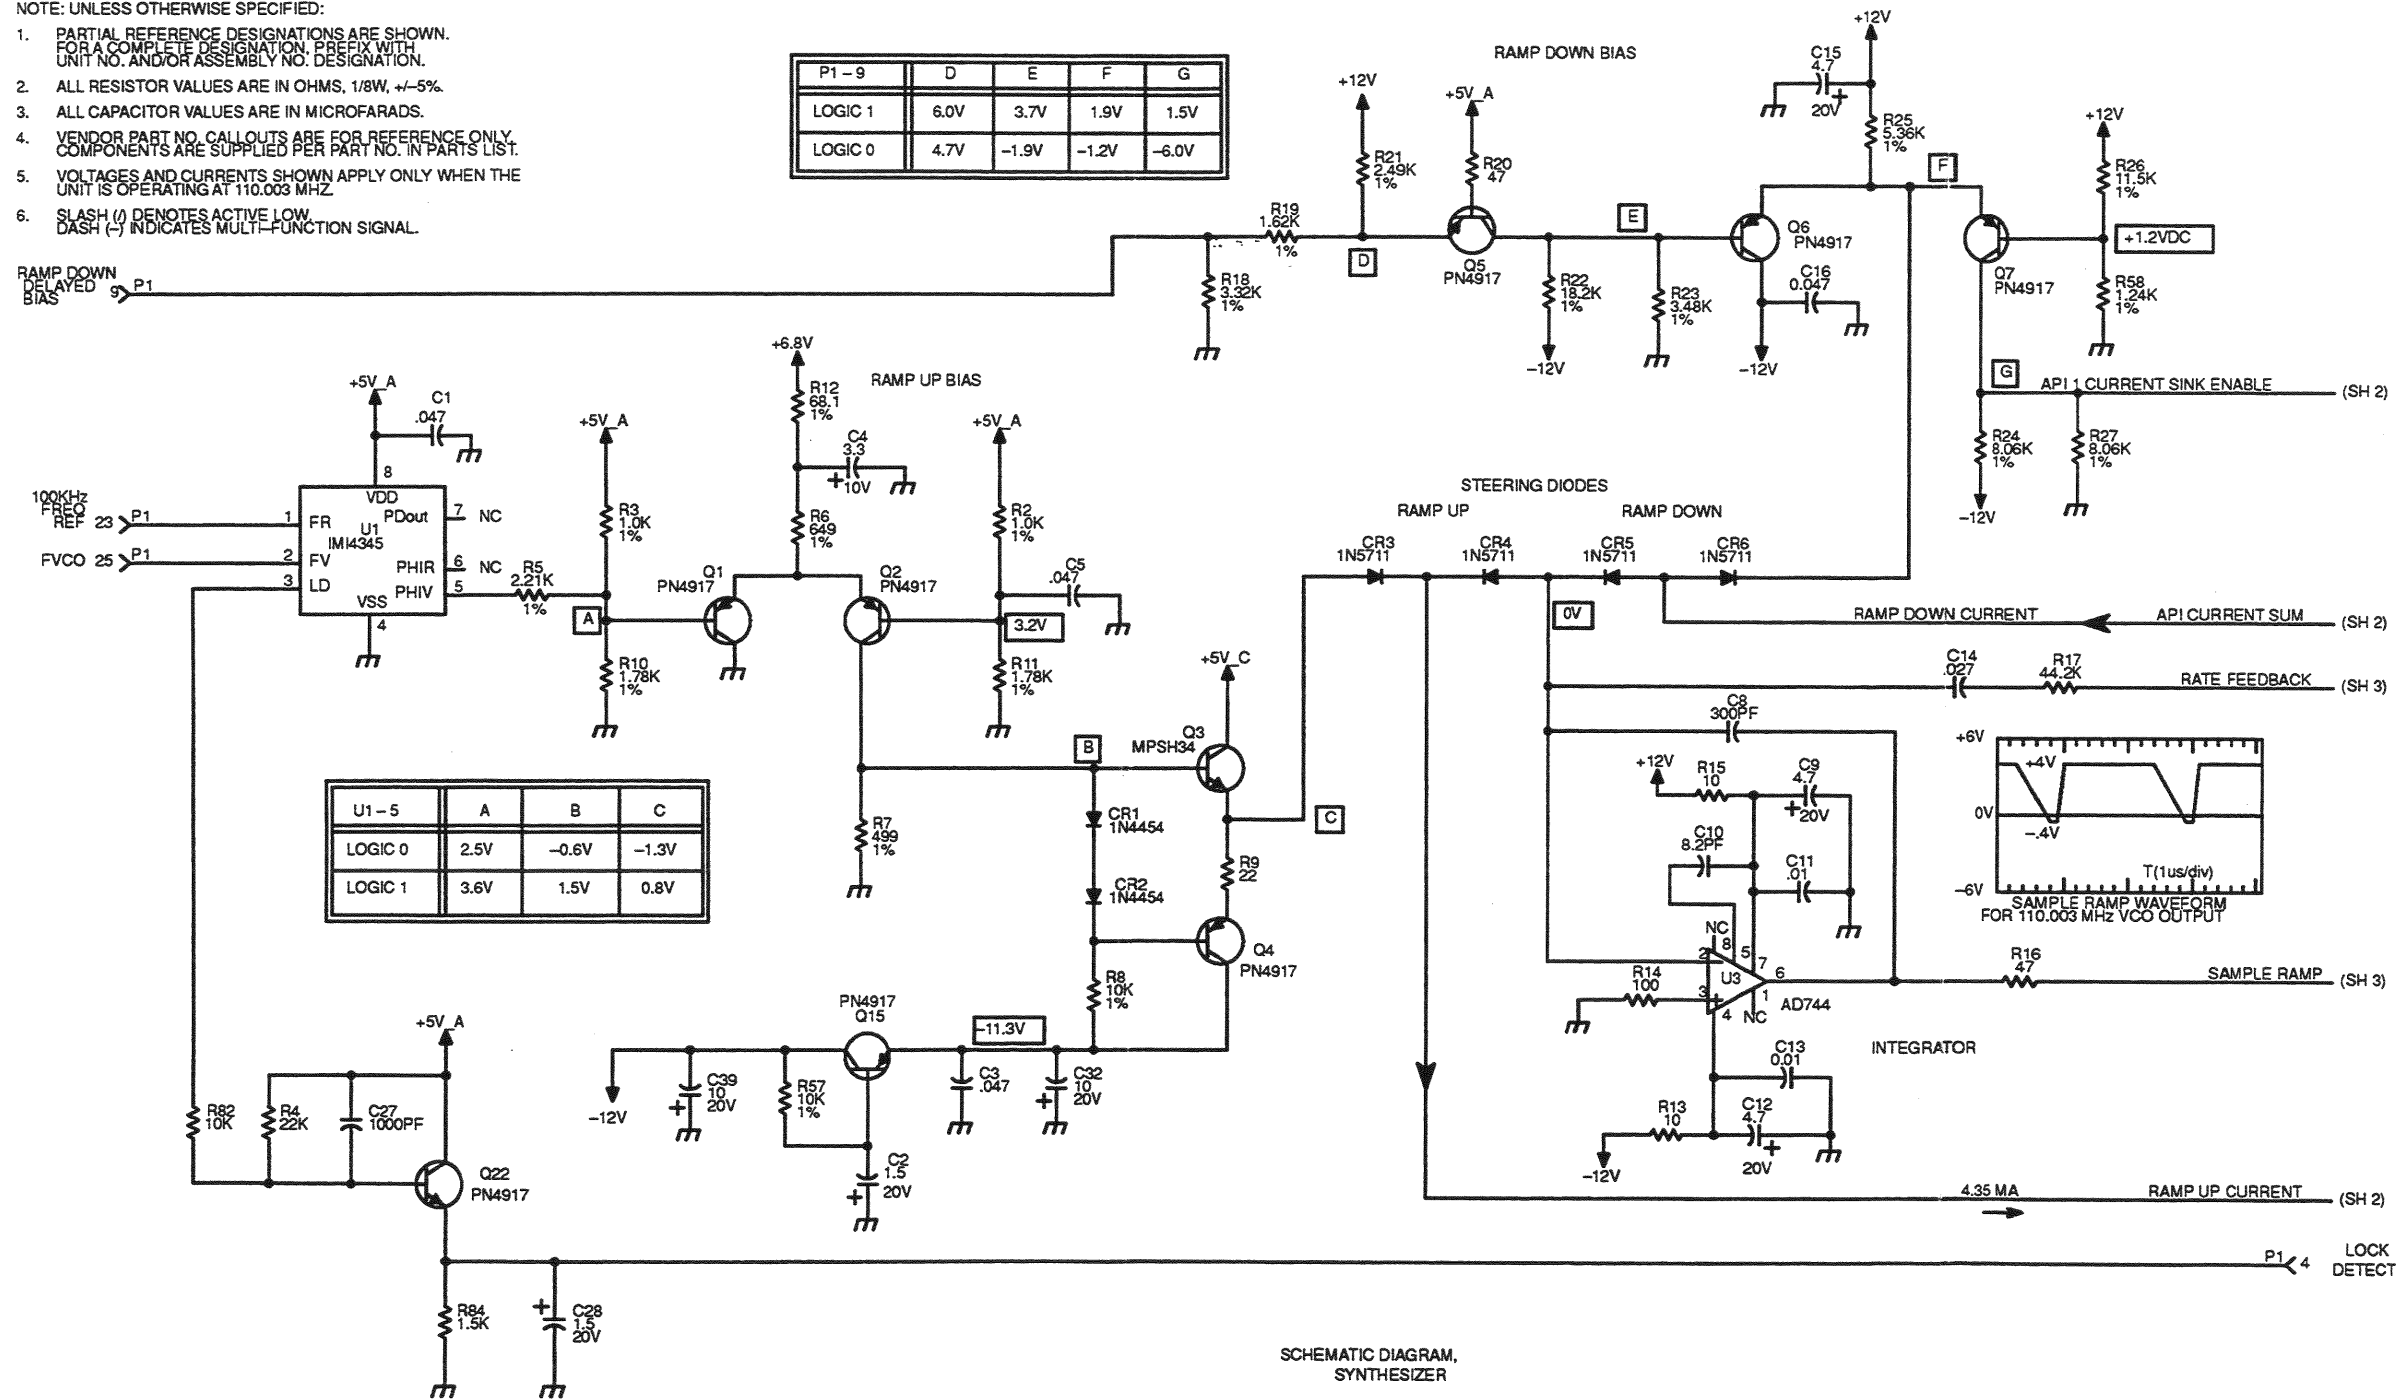 NOTE: UNLESS OTHERWISE SPECIFIED:
1. PARTIAL REFERENCE DESIGNATIONS ARE SHOWN.
FOR A COMPLETE DESIGNATION, PREFIX WITH
UNIT NO. AND/OR ASSEMBLY NO. DESIGNATION.
2. ALL RESISTOR VALUES ARE IN OHMS, 1/8W, +/–5%.
3. ALL CAPACITOR VALUES ARE IN MICROFARADS.
4. VENDOR PART NO. CALLOUTS ARE FOR REFERENCE ONLY.
COMPONENTS ARE SUPPLIED PER PART NO. IN PARTS LIST.
5. VOLTAGES AND CURRENTS SHOWN APPLY ONLY WHEN THE
UNIT IS OPERATING AT 110.003 MHZ.
6. SLASH (/) DENOTES ACTIVE LOW,
DASH (–) INDICATES MULTI–FUNCTION SIGNAL.
P1 – 9 D E F G
LOGIC 1 6.0V 3.7V 1.9V 1.5V
LOGIC 0 4.7V –1.9V –1.2V –6.0V
RAMP DOWN BIAS
+12V
C15
4.7
20V
+
R25
5.36K
1%
+12V
R21
2.49K
1%
+5V_A
R20
47
+12V
R26
11.5K
1%
F
R19
1.62K
1%
D
Q5
PN4917
E
Q6
PN4917
Q7
PN4917
+1.2VDC
RAMP DOWN
DELAYED
BIAS
9 P1
R18
3.32K
1%
R22
18.2K
1%
–12V
R23
3.48K
1%
C16
0.047
–12V
R58
1.24K
1%
G
API 1 CURRENT SINK ENABLE (SH 2)
R24
8.06K
1%
–12V
R27
8.06K
1%
+6.8V
RAMP UP BIAS
R12
68.1
1%
C4
3.3
+
10V
+5V_A
C1
.047
+5V_A
+5V_A
8
VDD
PDout
U1
IMI4345
FR
FV
LD
PHIR
PHIV
VSS
4
1
2
3
7 NC
6 NC
5
100KHz
FREQ
REF 23 P1
FVCO 25 P1
R5
2.21K
1%
R3
1.0K
1%
R6
649
1%
R2
1.0K
1%
C5
.047
A
Q1
PN4917
Q2
PN4917
3.2V
R10
1.78K
1%
R11
1.78K
1%
STEERING DIODES
RAMP UP RAMP DOWN
CR3
1N5711
CR4
1N5711
CR5
1N5711
CR6
1N5711
0V
RAMP DOWN CURRENT API CURRENT SUM (SH 2)
C14
.027
R17
44.2K
RATE FEEDBACK (SH 3)
C8
300PF
+5V_C
Q3
MPSH34
B
C
R7
499
1%
CR1
1N4454
CR2
1N4454
R9
22
Q4
PN4917
R8
10K
1%
U1 – 5 A B C
LOGIC 0 2.5V –0.6V –1.3V
LOGIC 1 3.6V 1.5V 0.8V
+12V
R15
10
C9
4.7
+
20V
C10
8.2PF
C11
.01
NC
8
5
7
2
3
U3
6
1
4
NC
AD744
R14
100
R16
47
SAMPLE RAMP (SH 3)
+6V
+4V
0V
–.4V
T(1us/div)
–6V
SAMPLE RAMP WAVEFORM
FOR 110.003 MHz VCO OUTPUT
INTEGRATOR
C13
0.01
R13
10
C12
4.7
+
20V
–12V
PN4917
Q15
–11.3V
–12V
C39
10
20V
+
R57
10K
1%
C3
.047
C32
10
20V
+
C2
1.5
20V
+
+5V_A
R82
10K
R4
22K
C27
1000PF
Q22
PN4917
4.35 MA RAMP UP CURRENT (SH 2)
P1 4 LOCK
DETECT
R84
1.5K
+
C28
1.5
20V
SCHEMATIC DIAGRAM,
SYNTHESIZER